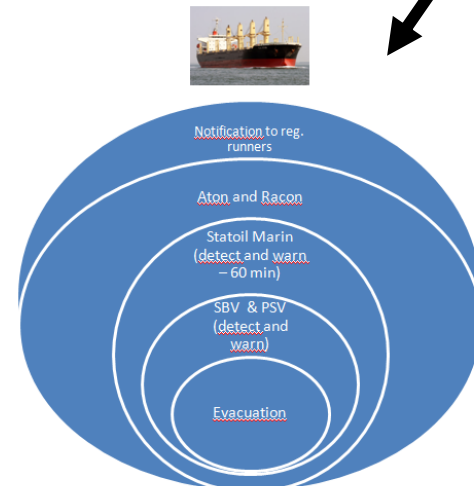 Notification to reg.
runners
Aton and Racon
Statoil Marin
(detect and warn
– 60 min)
SBV & PSV
(detect and
warn)
Evacuation